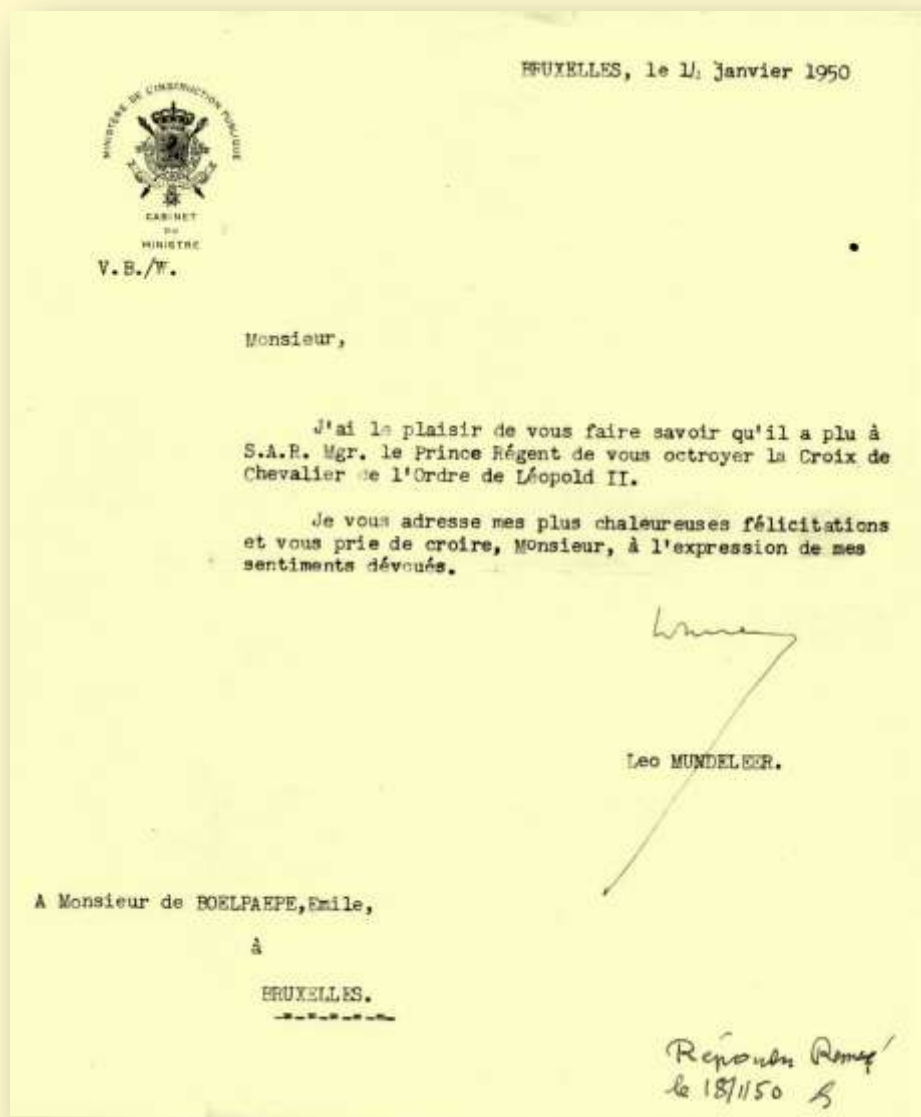 BRUXELLES, le 14 janvier 1950
MINISTÈRE DE L'INSTRUCTION PUBLIQUE
CABINET
DU
MINISTRE
V.B./W.
Monsieur,
J'ai le plaisir de vous faire savoir qu'il a plu à
S.A.R. Mgr. le Prince Régent de vous octroyer la Croix de
Chevalier de l'Ordre de Léopold II.
Je vous adresse mes plus chaleureuses félicitations
et vous prie de croire, Monsieur, à l'expression de mes
sentiments dévoués.
Leo MUNDELEER.
A Monsieur de BOELPAEPE,Emile,
à
BRUXELLES.
-=-=-=-=-=-
le 18/1/50